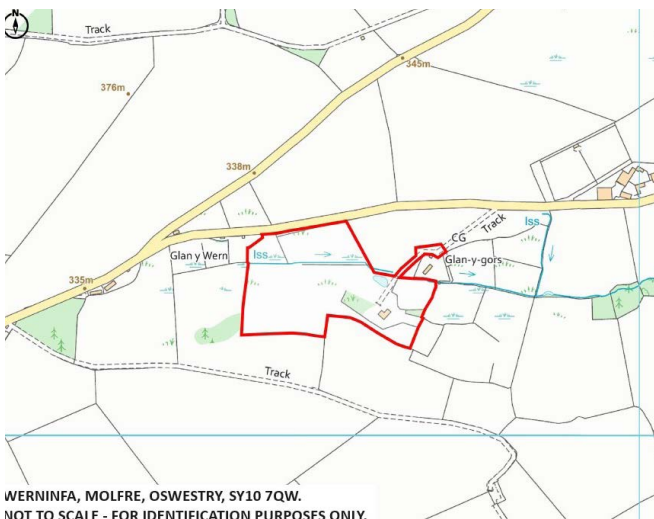 N
Track
376m
345m
338m
Iss
Track
CG
Glan y Wern
Iss
Glan-y-gors
335m
Track
WERNINFA, MOLFRE, OSWESTRY, SY10 7QW.
NOT TO SCALE - FOR IDENTIFICATION PURPOSES ONLY.